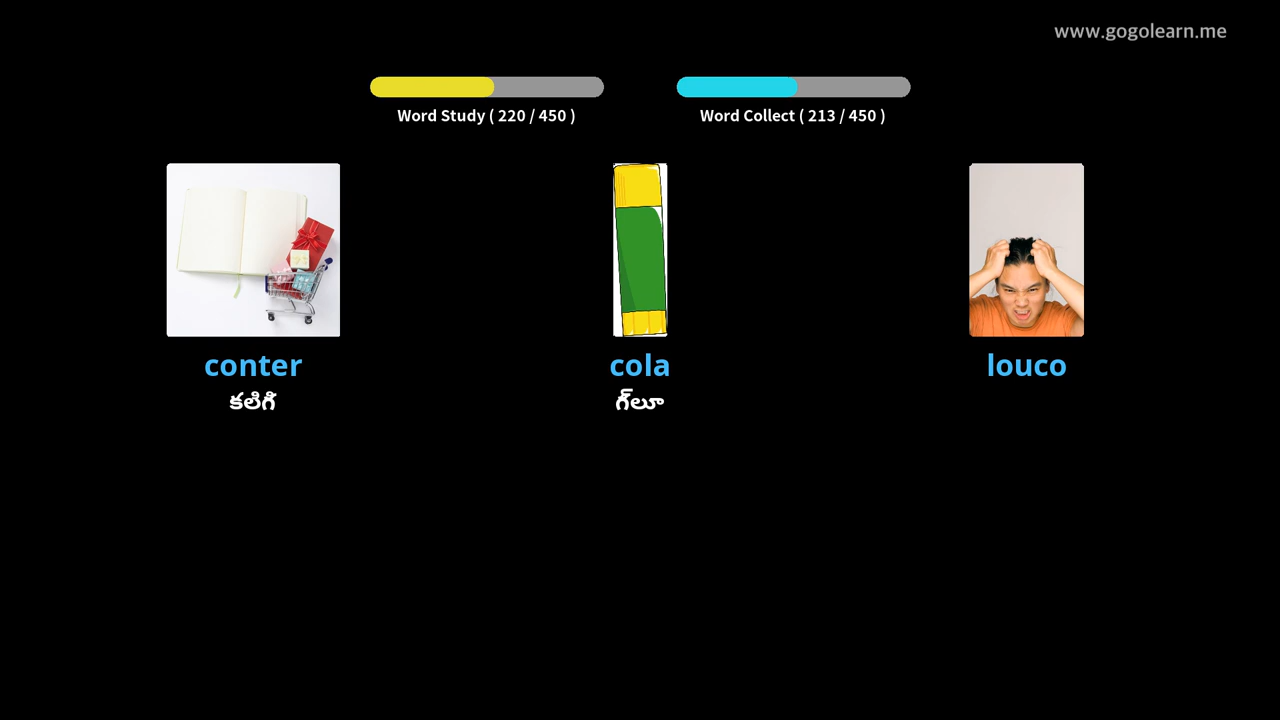 www.gogolearn.me
Word Study ( 220 / 450 )
Word Collect ( 213 / 450 )
conter
cola
louco
కలిగి
గ్‌లూ